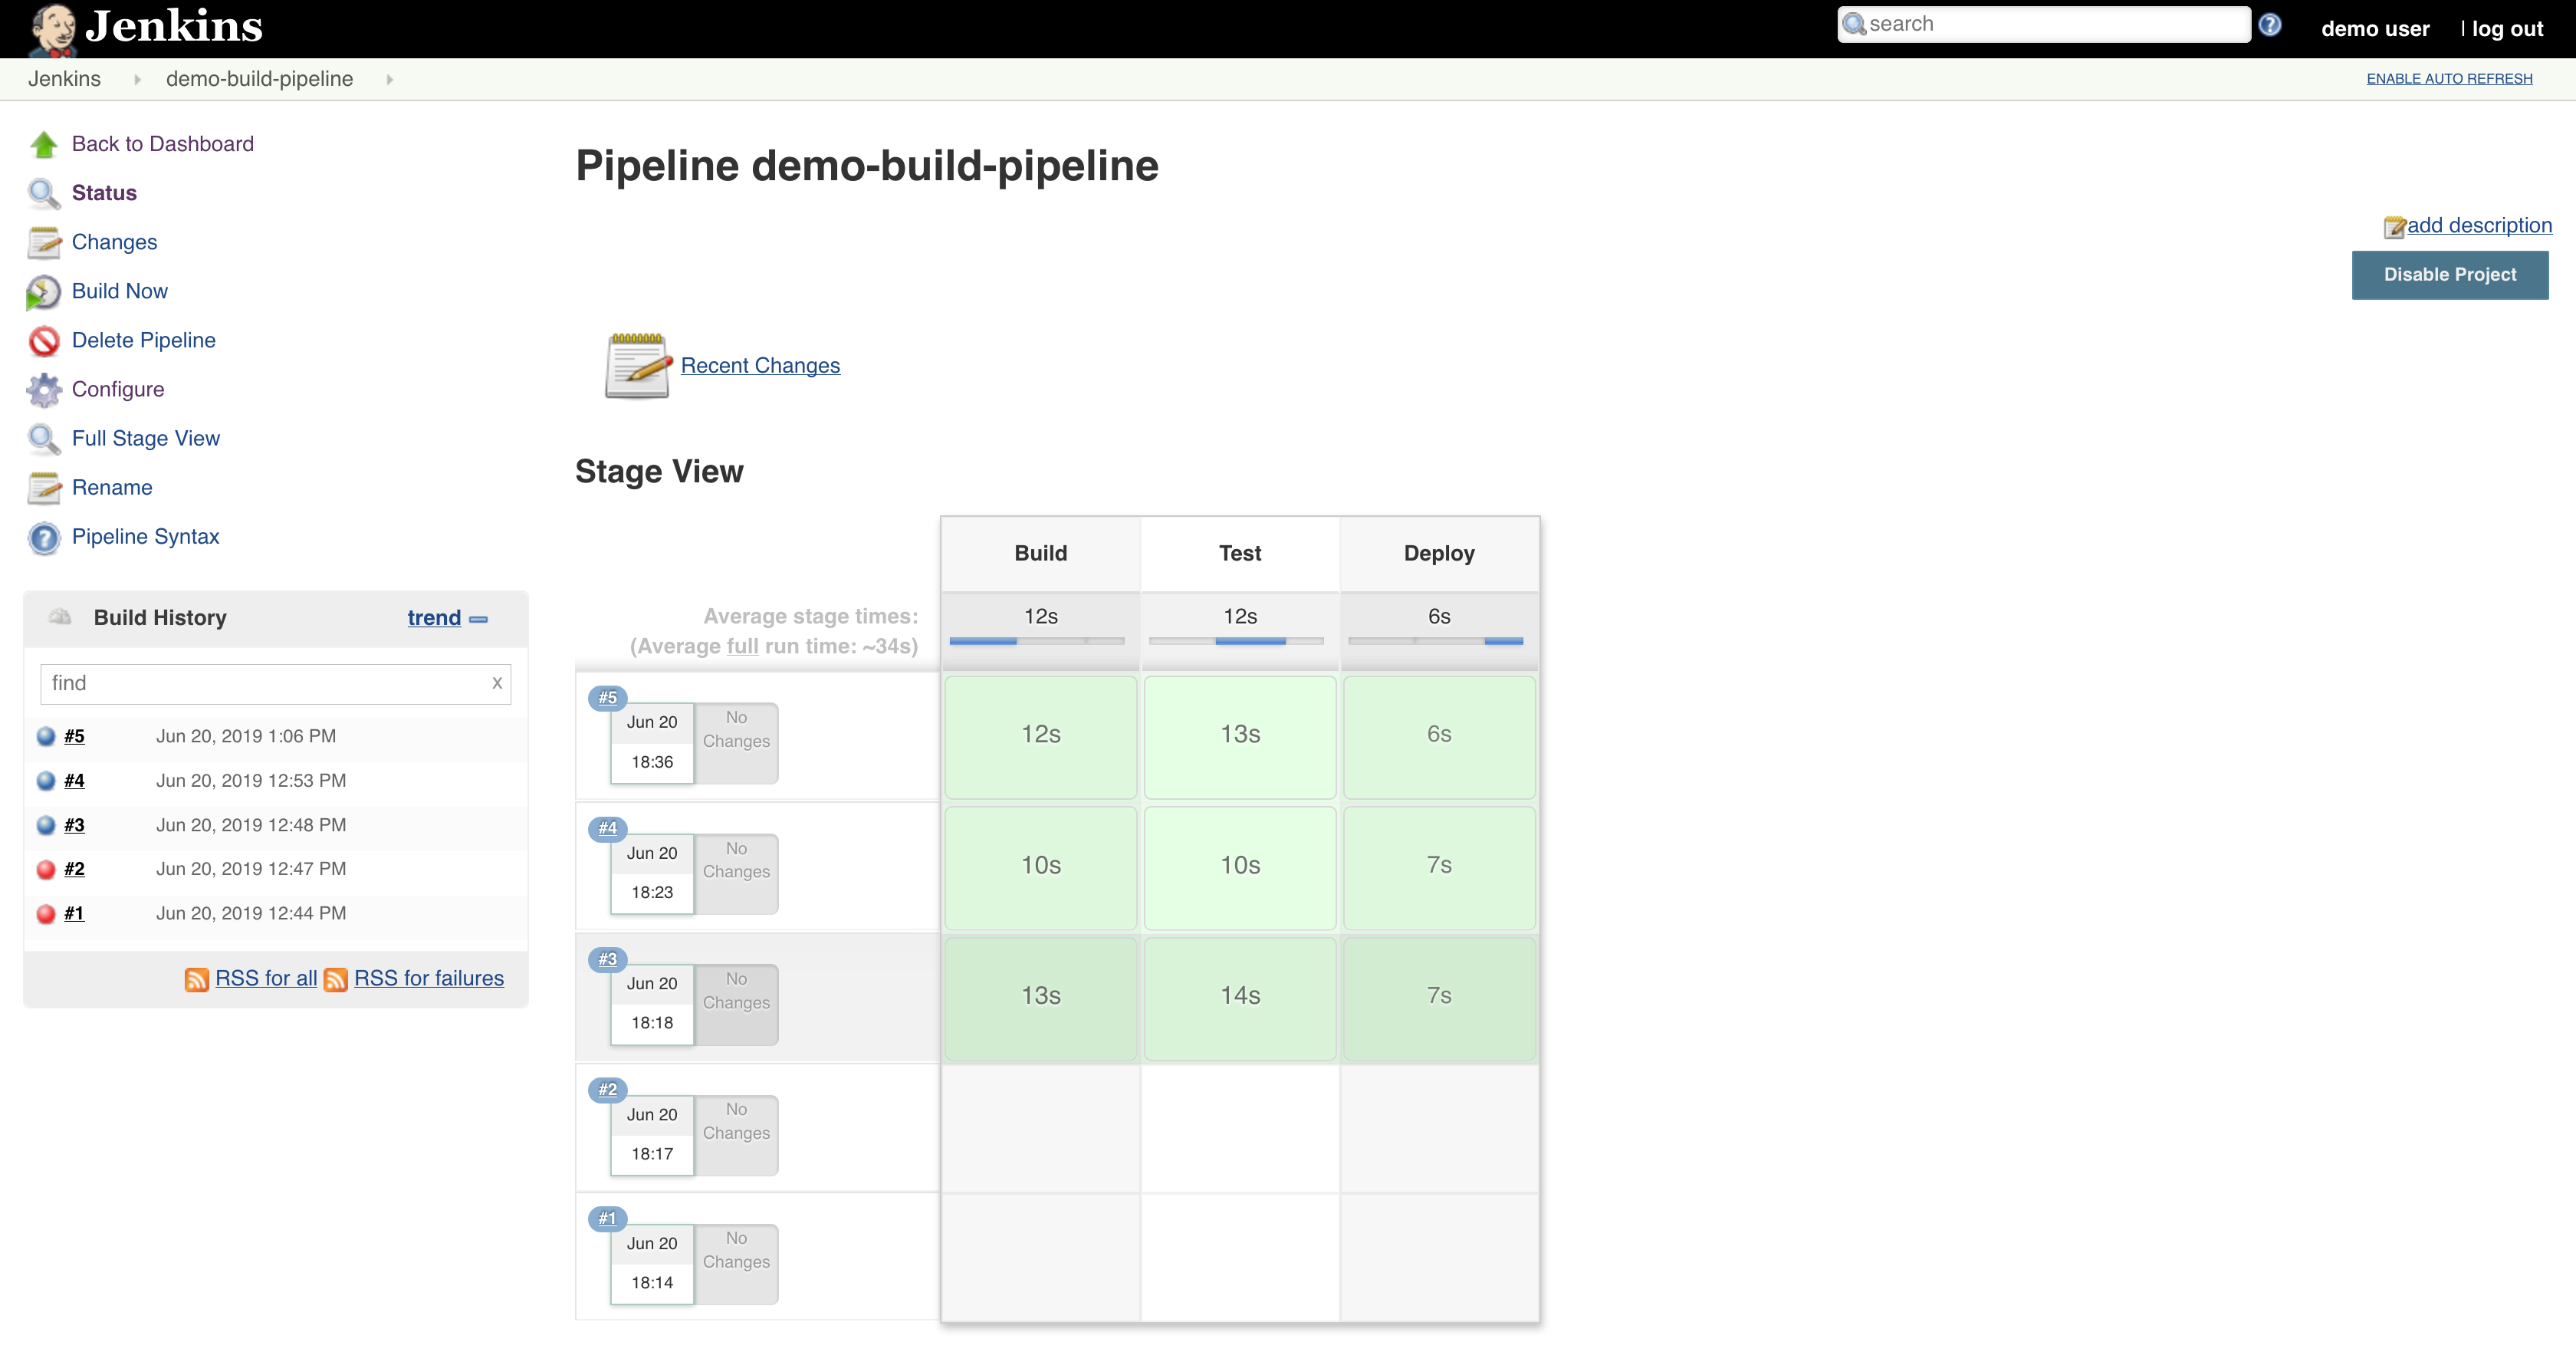 Jenkins
search
demo user
| log out
Jenkins
demo-build-pipeline
ENABLE AUTO REFRESH
Back to Dashboard
Status
Changes
Build Now
Delete Pipeline
Configure
Full Stage View
Rename
Pipeline Syntax
Build History
trend
find
x
#5 Jun 20, 2019 1:06 PM
#4 Jun 20, 2019 12:53 PM
#3 Jun 20, 2019 12:48 PM
#2 Jun 20, 2019 12:47 PM
#1 Jun 20, 2019 12:44 PM
RSS for all RSS for failures
Pipeline demo-build-pipeline
add description
Disable Project
Recent Changes
Stage View
Build Test Deploy
Average stage times:
(Average full run time: ~34s)
12s 12s 6s
#5
Jun 20
18:36
No
Changes
12s 13s 6s
#4
Jun 20
18:23
No
Changes
10s 10s 7s
#3
Jun 20
18:18
No
Changes
13s 14s 7s
#2
Jun 20
18:17
No
Changes
#1
Jun 20
18:14
No
Changes